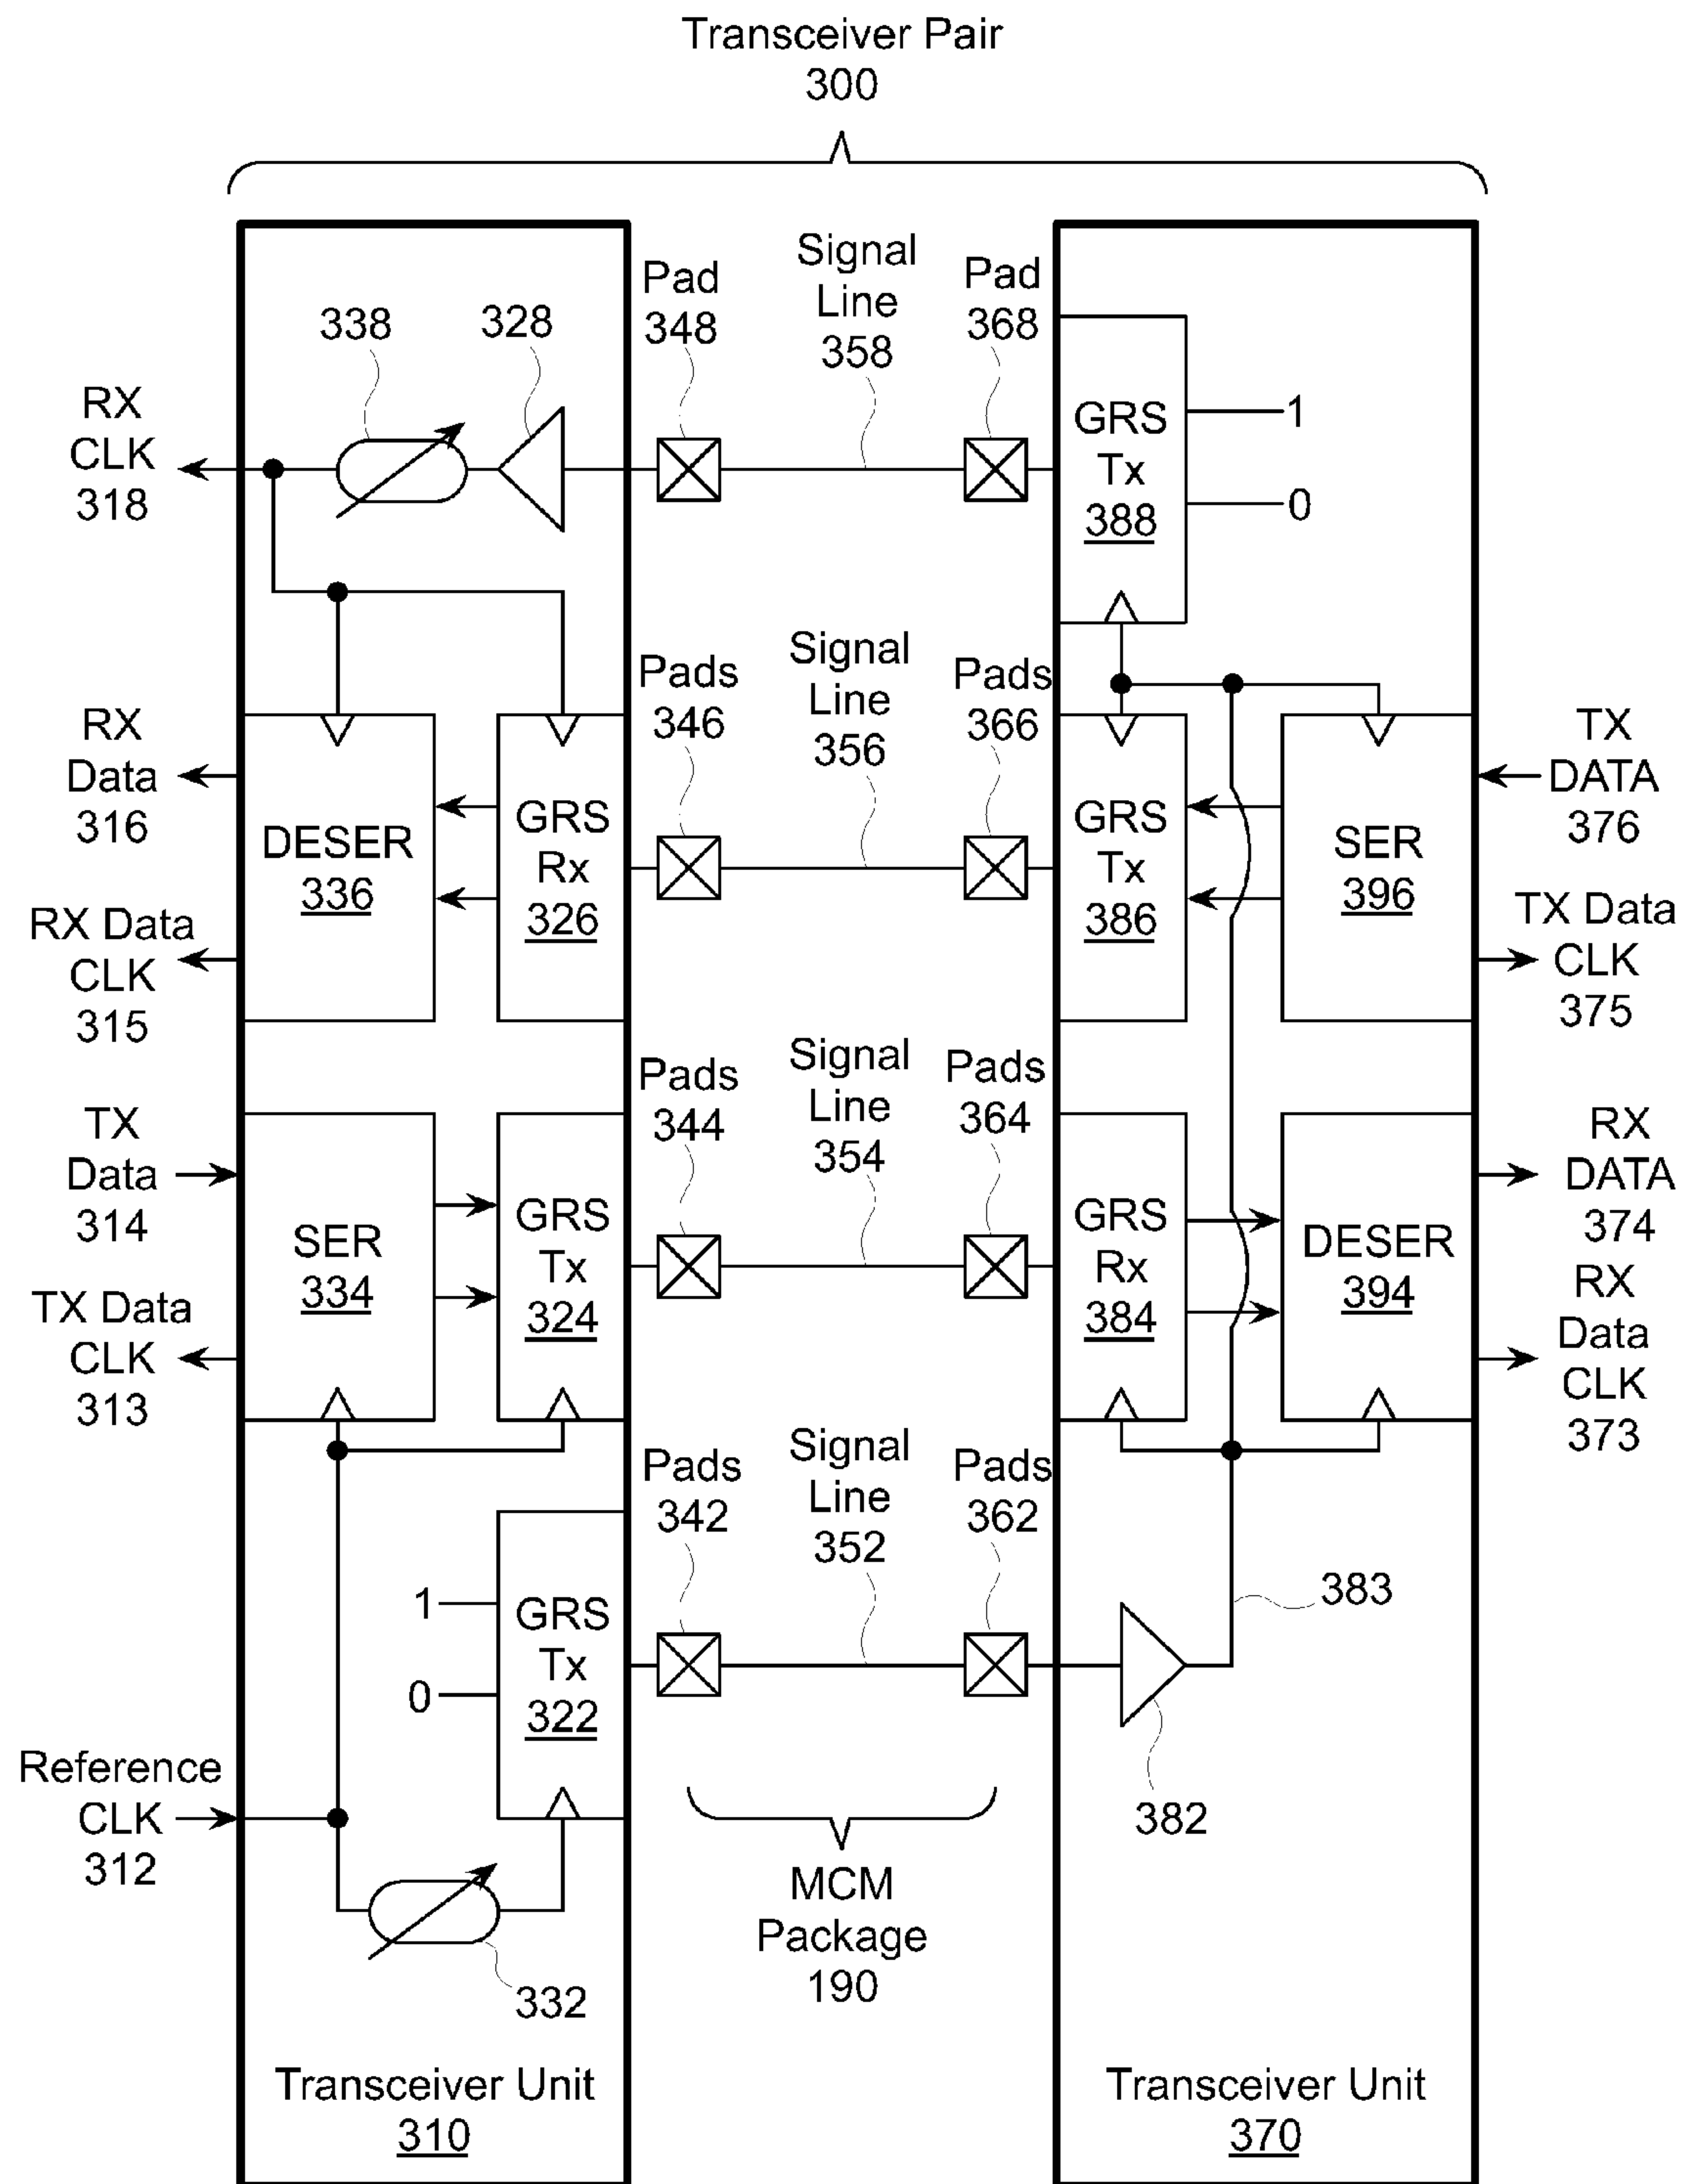 Transceiver Pair
300
Signal
Line
358
Pad
348
Pad
368
338
328
RX
CLK
318
GRS
Tx
388
1
0
Signal
Line
356
Pads
346
Pads
366
RX
Data
316
RX Data
CLK
315
DESER
336
GRS
Rx
326
GRS
Tx
386
SER
396
TX
DATA
376
TX Data
CLK
375
Signal
Line
354
Pads
344
Pads
364
TX
Data
314
TX Data
CLK
313
SER
334
GRS
Tx
324
GRS
Rx
384
DESER
394
RX
DATA
374
RX
Data
CLK
373
Signal
Line
352
Pads
342
Pads
362
1
0
GRS
Tx
322
383
382
Reference
CLK
312
332
MCM
Package
190
Transceiver Unit
310
Transceiver Unit
370